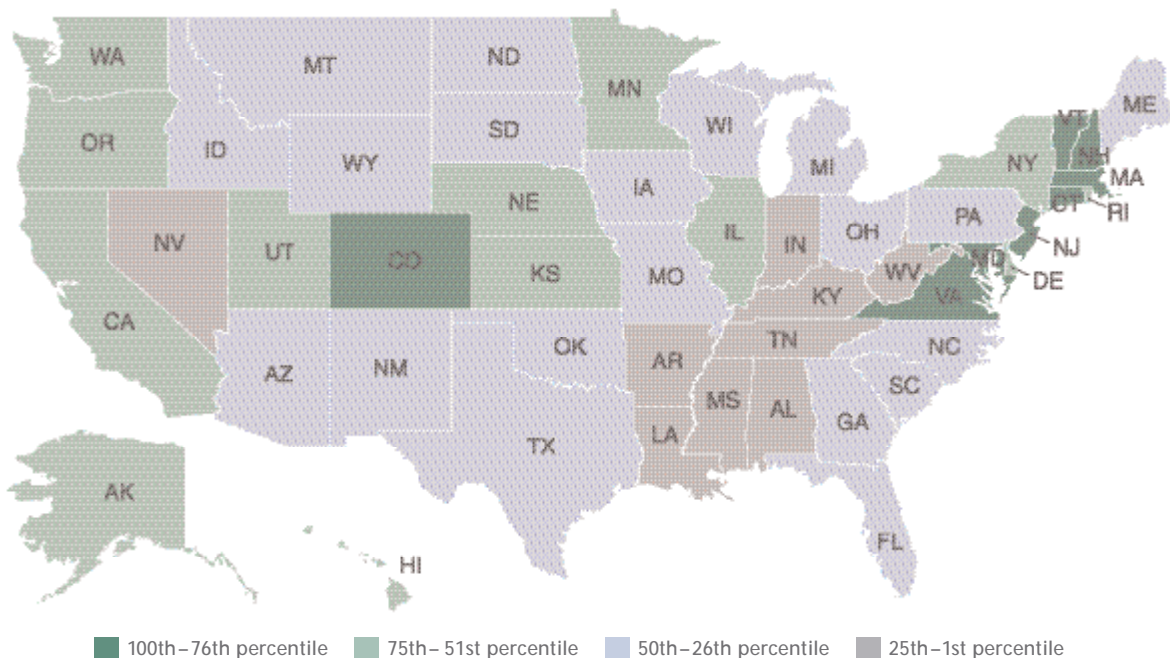 WA
MT
ND
MN
OR
ID
SD
WY
WI
MI
ME
VT
NH
NY
MA
CT
RI
IA
NE
NV
UT
CO
KS
IL
IN
OH
PA
NJ
MD
DE
WV
VA
MO
KY
CA
AZ
NM
OK
AR
TN
NC
SC
MS
AL
GA
LA
TX
AK
HI
FL
100th–76th percentile
75th–51st percentile
50th–26th percentile
25th–1st percentile